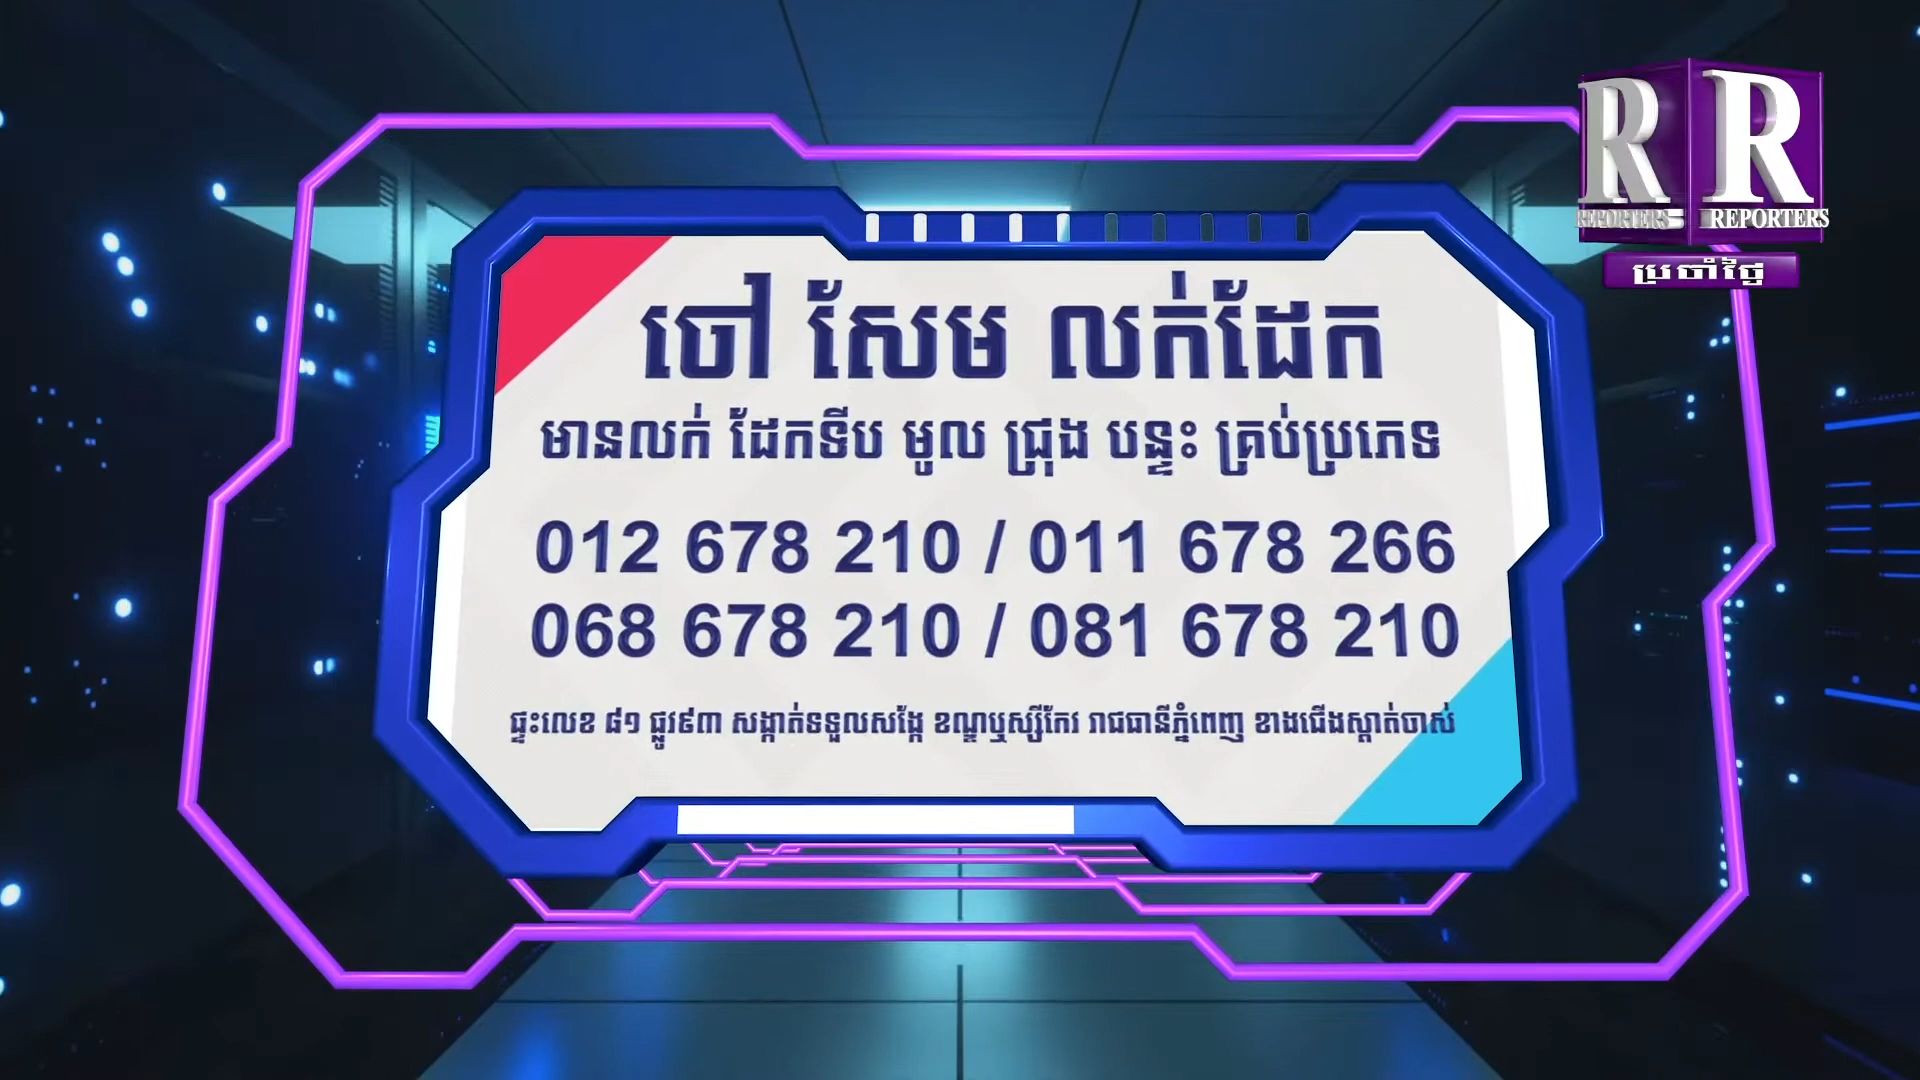 R R
REPORTERS REPORTERS
ប្រចាំថ្ងៃ
ចៅ សែម លក់ដែក
មានលក់ ដែកទីប មូល ជ្រុង បន្ទះ គ្រប់ប្រភេទ
012 678 210 / 011 678 266
068 678 210 / 081 678 210
ផ្ទះលេខ ៨១ ផ្លូវ៩៣ សង្កាត់ទទួលសង្កែ ខណ្ឌឬស្សីកែវ រាជធានីភ្នំពេញ ខាងជើងស្តាត់ចាស់